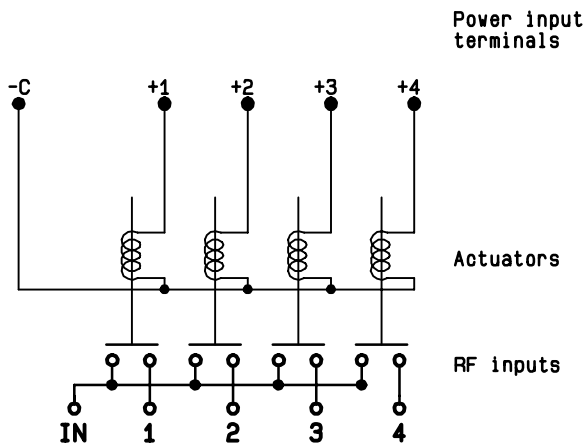 Power input
terminals
-C +1 +2 +3 +4
Actuators
RF inputs
IN 1 2 3 4